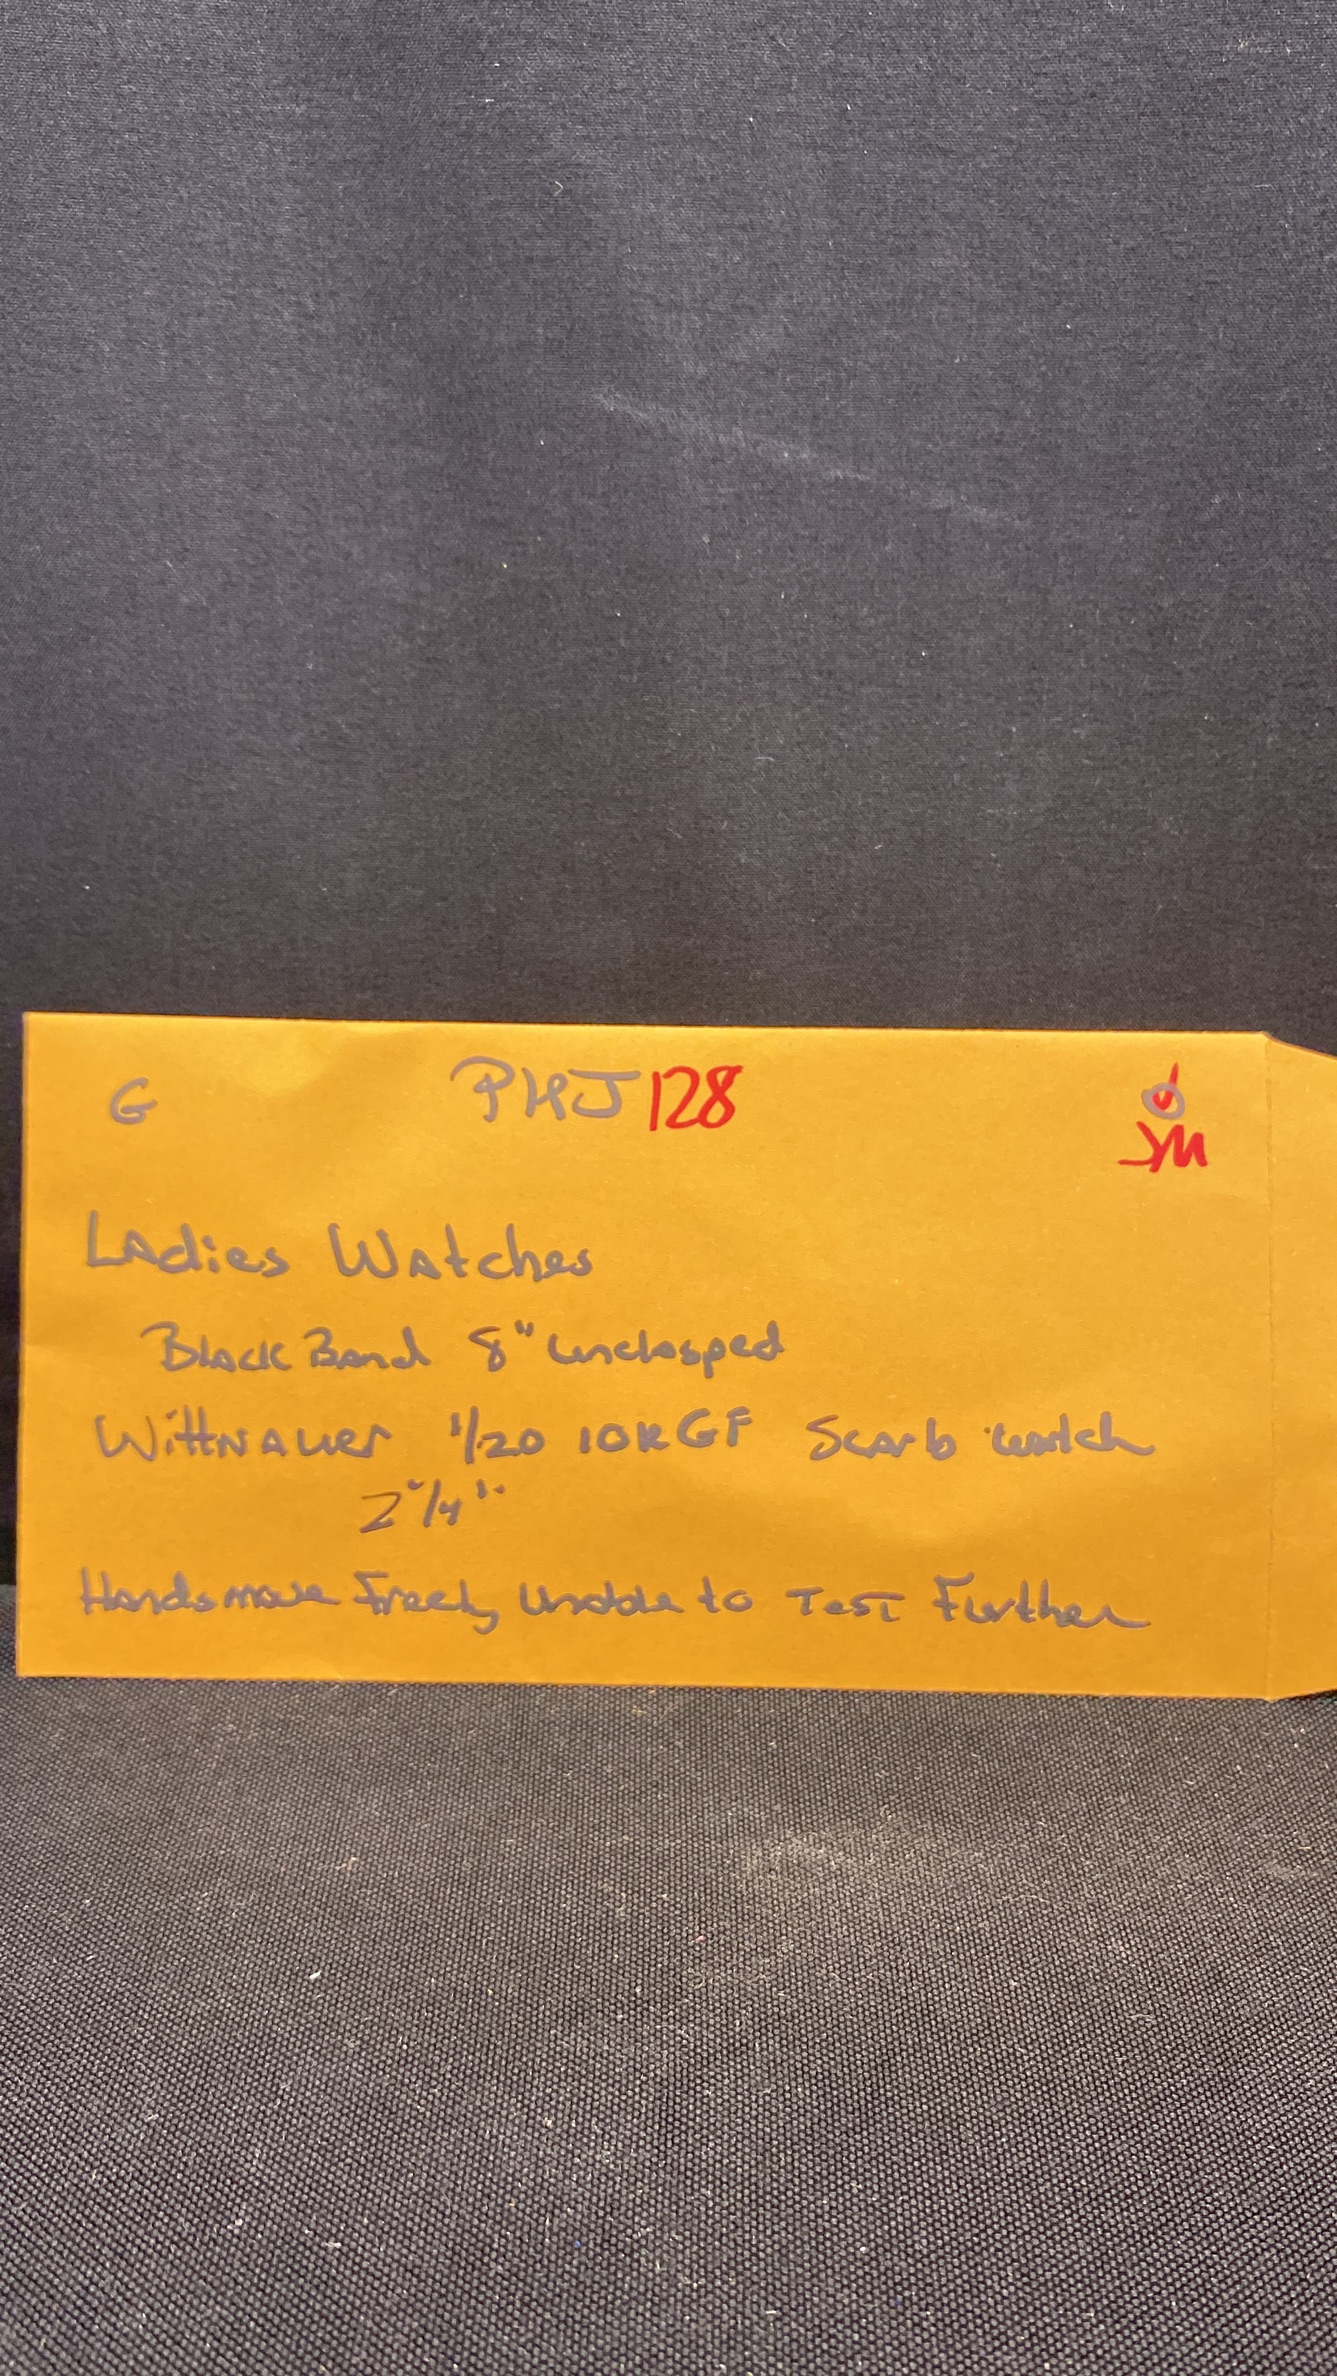 G PHJ 128
JM
Ladies Watches
Black Band 8" unclasped
Wittnauer 1/20 10k GF Scarb watch
2 1/4"
Hands move Freely Unable to Test Further